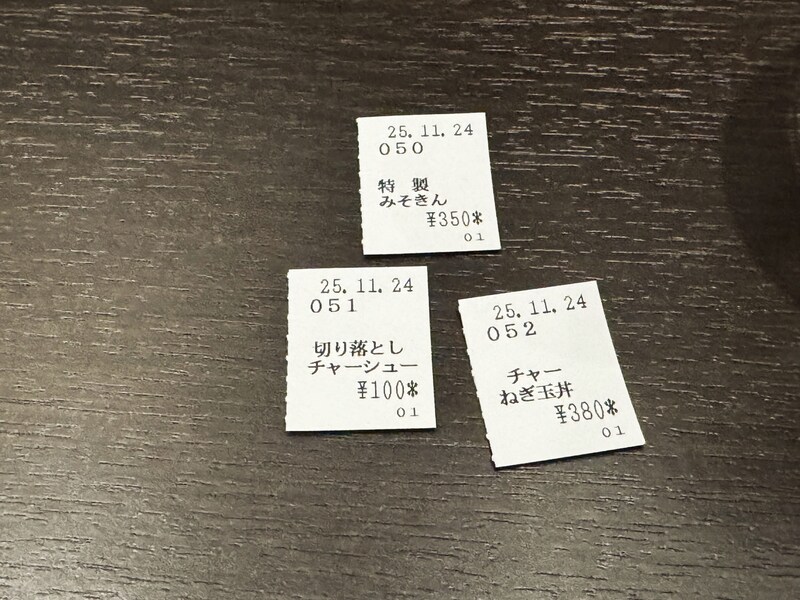 25.11.24
050
特　製
みそきん
¥350*
01
25.11.24
051
切り落とし
チャーシュー
¥100*
01
25.11.24
052
チャー
ねぎ玉丼
¥380*
01